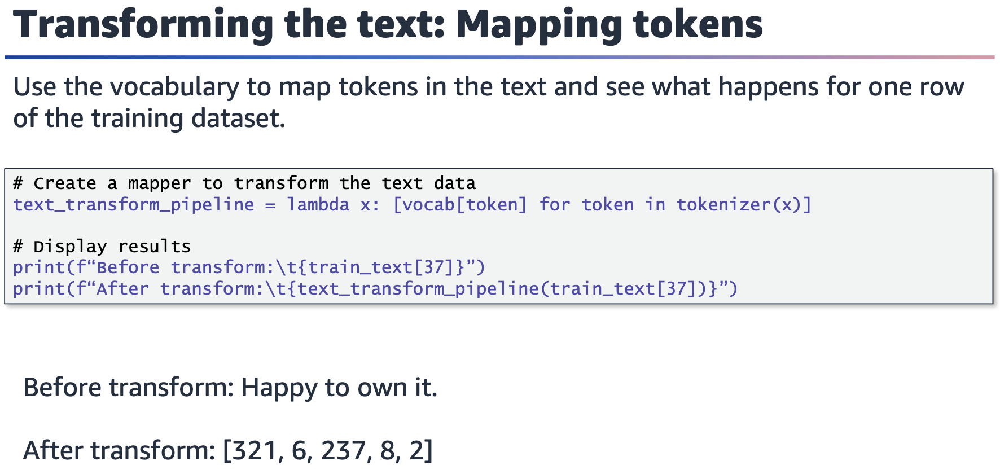 Transforming the text: Mapping tokens
Use the vocabulary to map tokens in the text and see what happens for one row
of the training dataset.
# Create a mapper to transform the text data
text_transform_pipeline = lambda x: [vocab[token] for token in tokenizer(x)]
# Display results
print(f“Before transform:\t{train_text[37]}”)
print(f“After transform:\t{text_transform_pipeline(train_text[37])}”)
Before transform: Happy to own it.
After transform: [321, 6, 237, 8, 2]